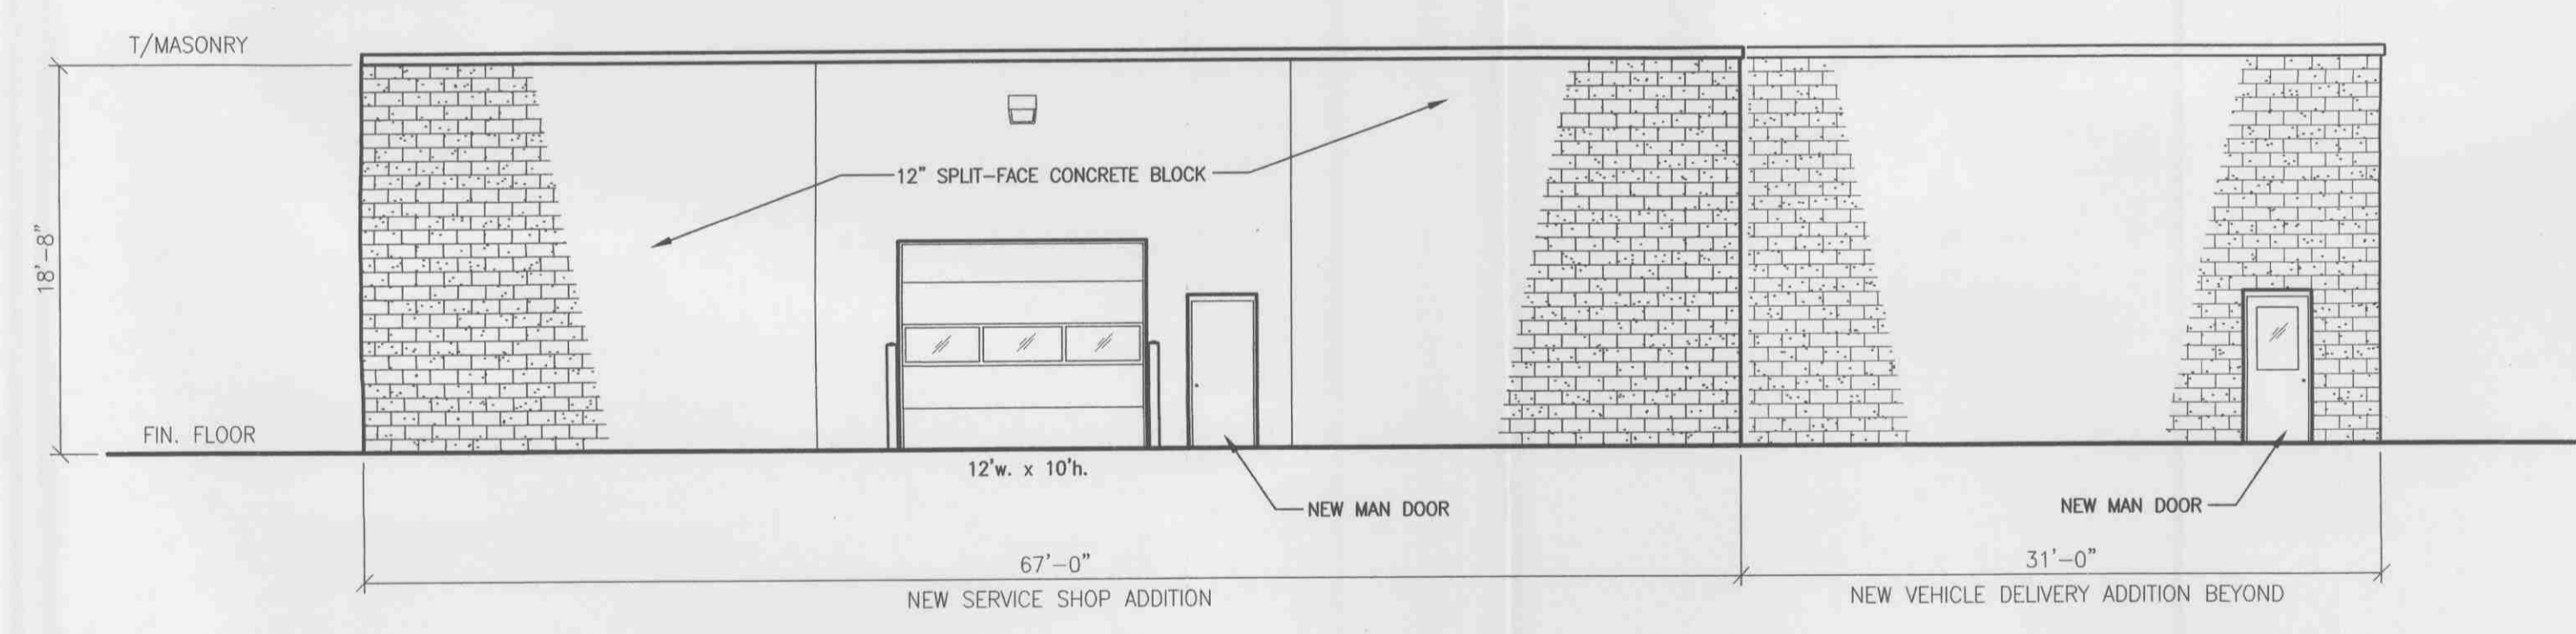 T/MASONRY
18'-8"
12" SPLIT-FACE CONCRETE BLOCK
FIN. FLOOR
12'w. x 10'h.
NEW MAN DOOR
NEW MAN DOOR
67'-0"
31'-0"
NEW SERVICE SHOP ADDITION
NEW VEHICLE DELIVERY ADDITION BEYOND